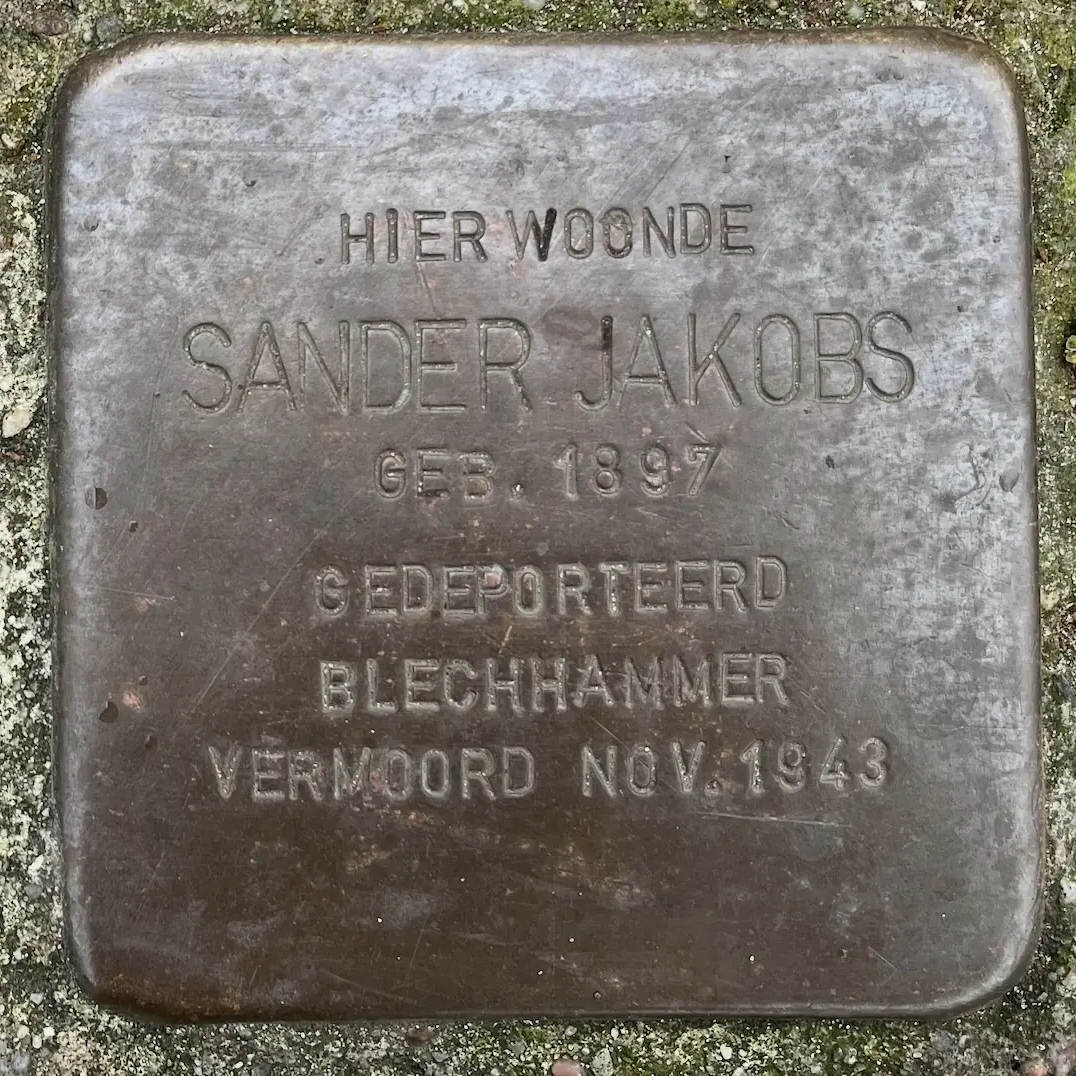 HIER WOONDE
SANDER JAKOBS
GEB. 1897
GEDEPORTEERD
BLECHHAMMER
VERMOORD NOV. 1943